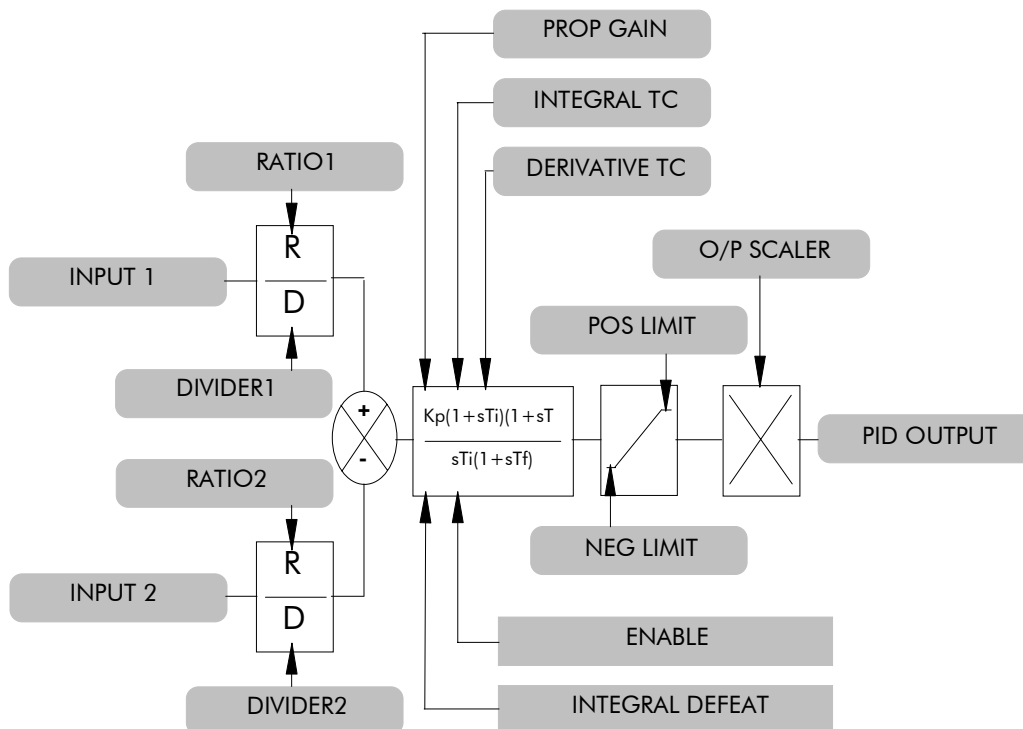 PROP GAIN
INTEGRAL TC
DERIVATIVE TC
RATIO1
R
D
INPUT 1
DIVIDER1
O/P SCALER
POS LIMIT
+
-
Kp(1+sTi)(1+sT
sTi(1+sTf)
PID OUTPUT
NEG LIMIT
RATIO2
R
D
INPUT 2
DIVIDER2
ENABLE
INTEGRAL DEFEAT